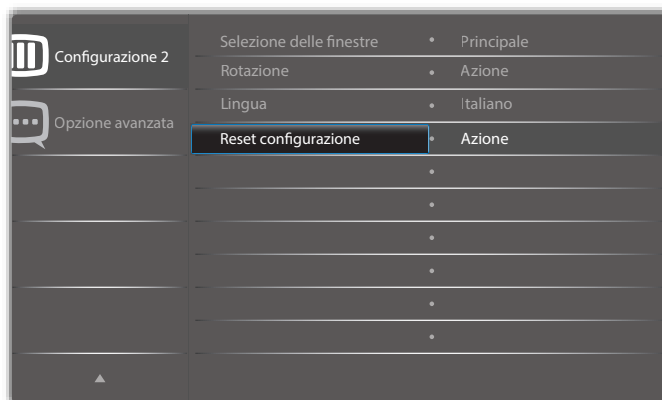 Configurazione 2
Opzione avanzata
Selezione delle finestre • Principale
Rotazione • Azione
Lingua • Italiano
Reset configurazione • Azione